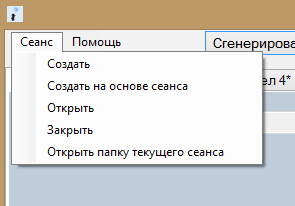 Сеанс Помощь Сгенерирова
Создать
Создать на основе сеанса
ел 4*
Открыть
Закрыть
Открыть папку текущего сеанса